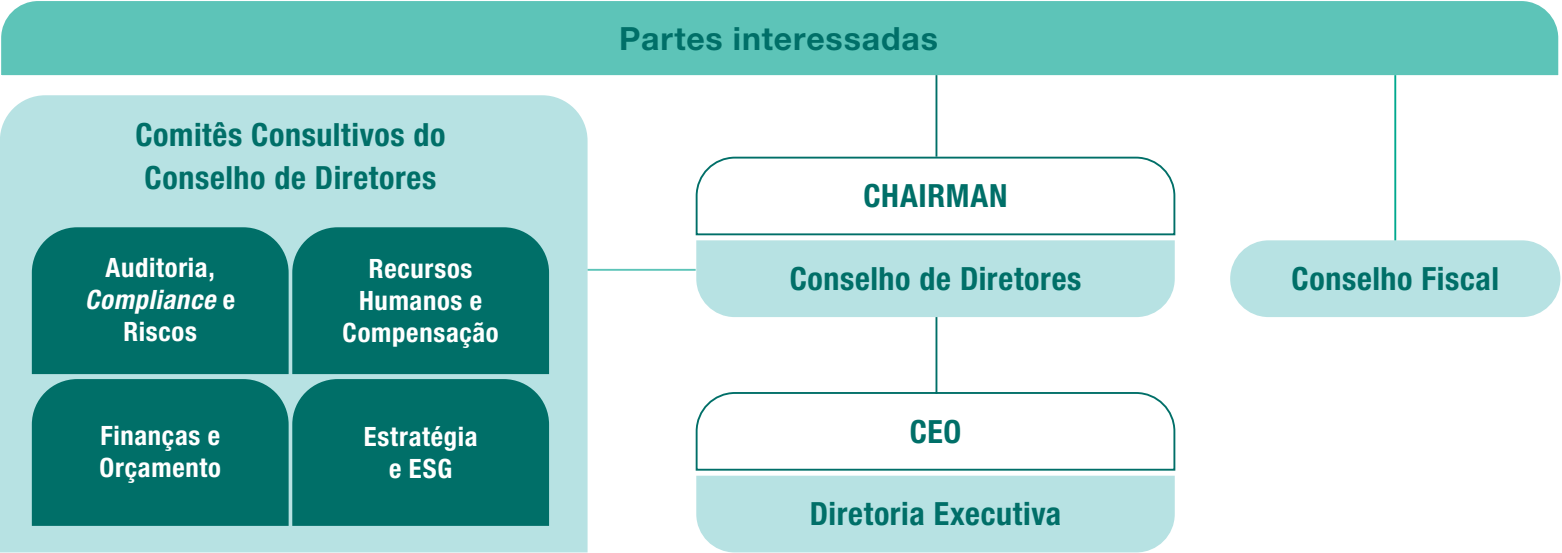 Partes interessadas
Comitês Consultivos do
Conselho de Diretores
Auditoria,
Compliance e
Riscos
Recursos
Humanos e
Compensação
Finanças e
Orçamento
Estratégia
e ESG
CHAIRMAN
Conselho de Diretores
CEO
Diretoria Executiva
Conselho Fiscal